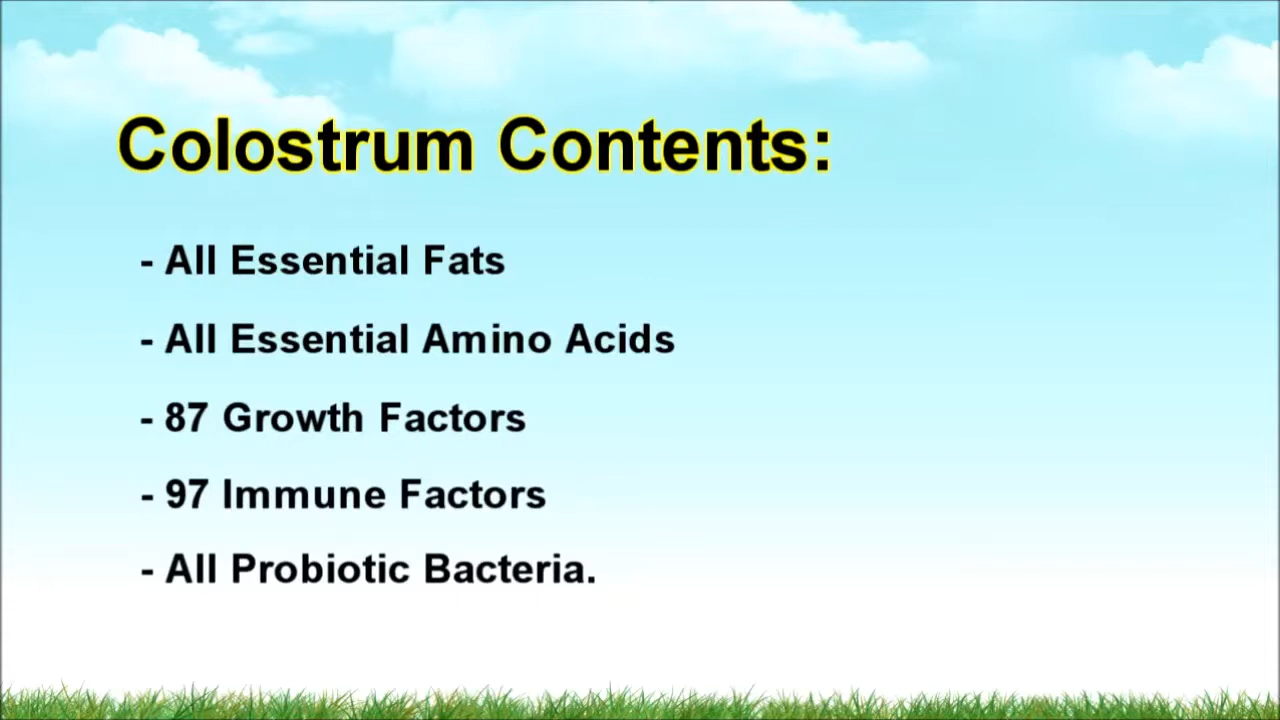 Colostrum Contents:
- All Essential Fats
- All Essential Amino Acids
- 87 Growth Factors
- 97 Immune Factors
- All Probiotic Bacteria.